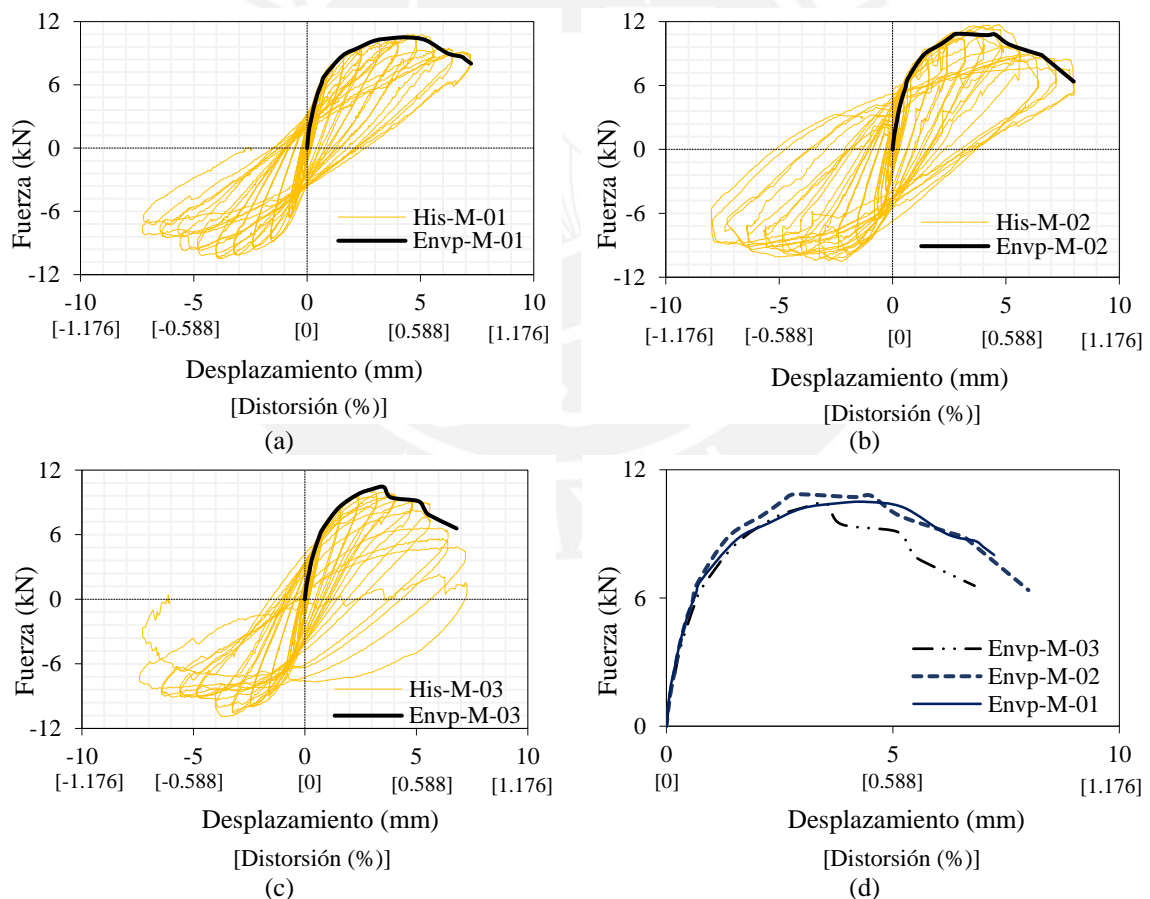 12
6
0
-6
-12
Fuerza (kN)
His-M-01
Envp-M-01
-10 -5 0 5 10
[-1.176] [-0.588] [0] [0.588] [1.176]
Desplazamiento (mm)
[Distorsión (%)]
(a)
12
6
0
-6
-12
Fuerza (kN)
His-M-02
Envp-M-02
-10 -5 0 5 10
[-1.176] [-0.588] [0] [0.588] [1.176]
Desplazamiento (mm)
[Distorsión (%)]
(b)
12
6
0
-6
-12
Fuerza (kN)
His-M-03
Envp-M-03
-10 -5 0 5 10
[-1.176] [-0.588] [0] [0.588] [1.176]
Desplazamiento (mm)
[Distorsión (%)]
(c)
12
6
0
Fuerza (kN)
Envp-M-03
Envp-M-02
Envp-M-01
0 5 10
[0] [0.588] [1.176]
Desplazamiento (mm)
[Distorsión (%)]
(d)